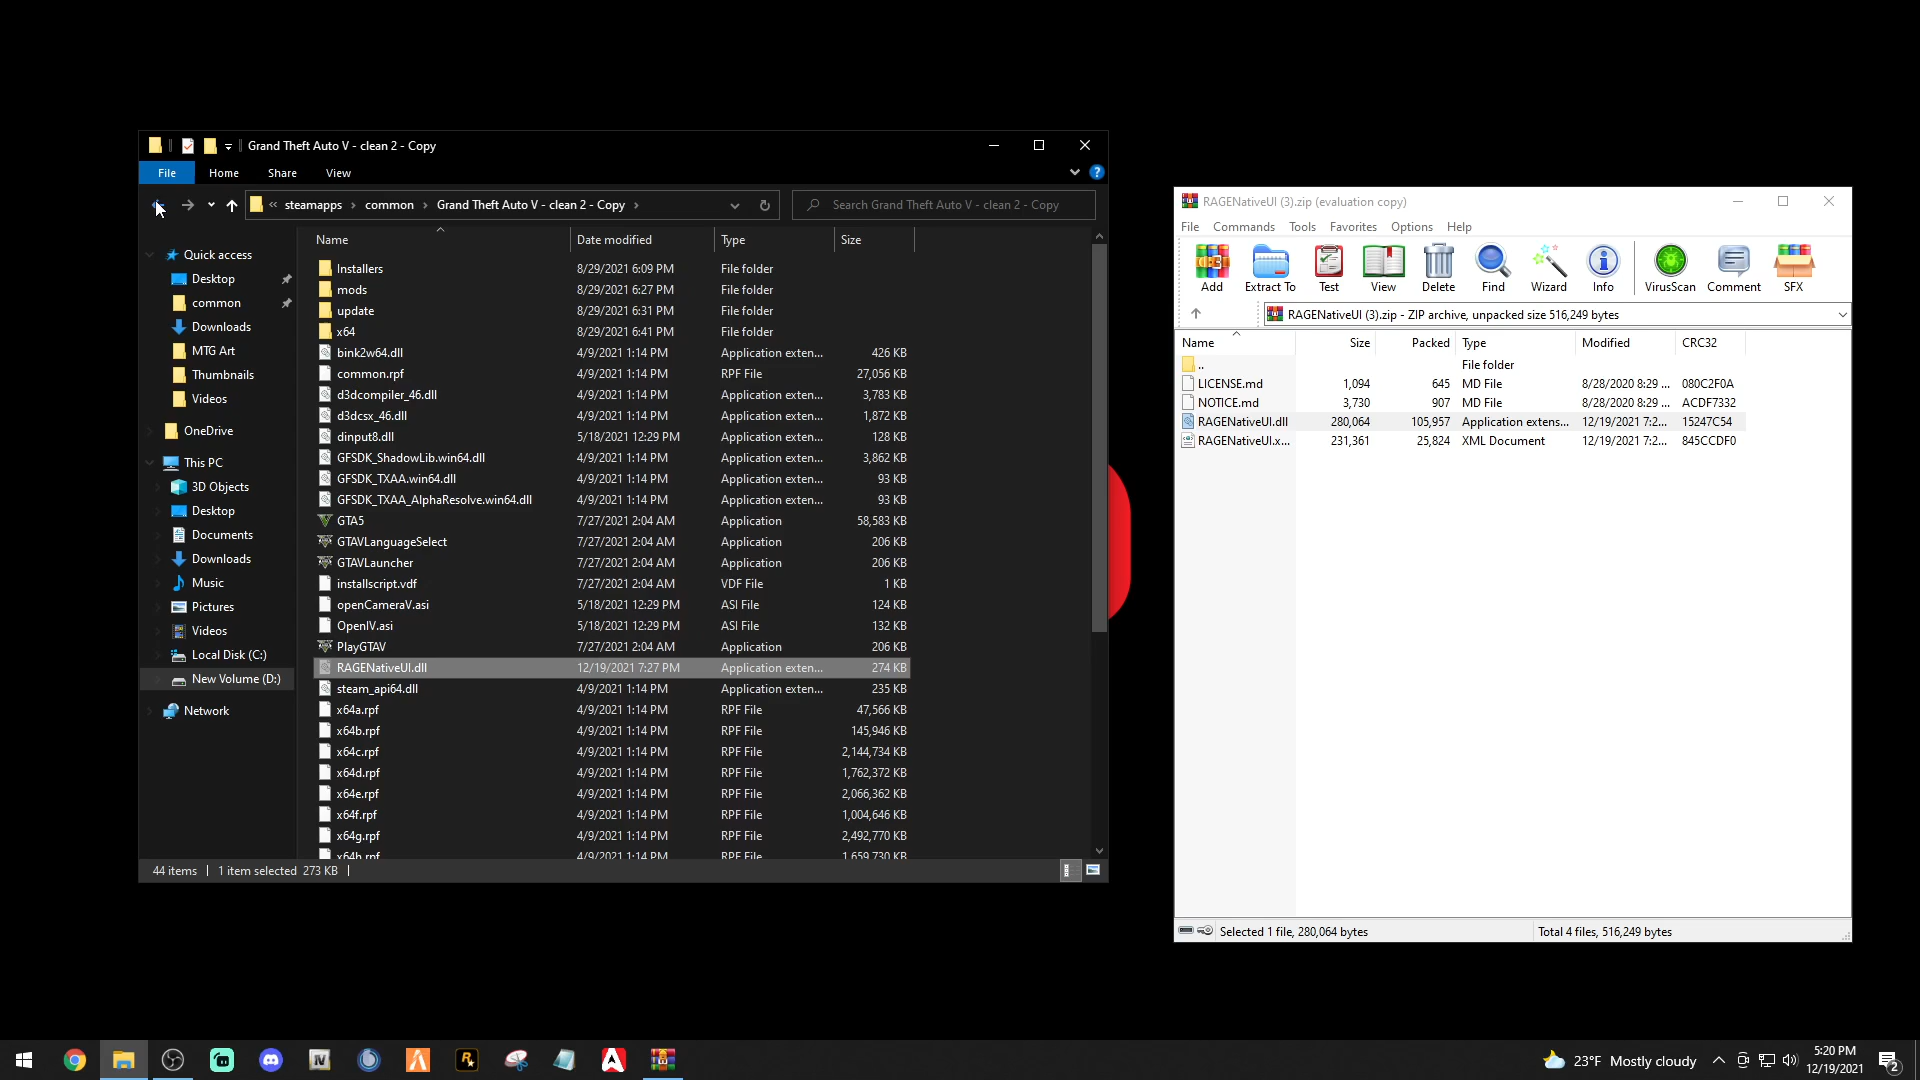 Grand Theft Auto V - clean 2 - Copy
File Home Share View
« steamapps › common › Grand Theft Auto V - clean 2 - Copy ›
Search Grand Theft Auto V - clean 2 - Copy
Quick access
Desktop
common
Downloads
MTG Art
Thumbnails
Videos
OneDrive
This PC
3D Objects
Desktop
Documents
Downloads
Music
Pictures
Videos
Local Disk (C:)
New Volume (D:)
Network
Name Date modified Type Size
Installers 8/29/2021 6:09 PM File folder
mods 8/29/2021 6:27 PM File folder
update 8/29/2021 6:31 PM File folder
x64 8/29/2021 6:41 PM File folder
bink2w64.dll 4/9/2021 1:14 PM Application exten... 426 KB
common.rpf 4/9/2021 1:14 PM RPF File 27,056 KB
d3dcompiler_46.dll 4/9/2021 1:14 PM Application exten... 3,783 KB
d3dcsx_46.dll 4/9/2021 1:14 PM Application exten... 1,872 KB
dinput8.dll 5/18/2021 12:29 PM Application exten... 128 KB
GFSDK_ShadowLib.win64.dll 4/9/2021 1:14 PM Application exten... 3,862 KB
GFSDK_TXAA.win64.dll 4/9/2021 1:14 PM Application exten... 93 KB
GFSDK_TXAA_AlphaResolve.win64.dll 4/9/2021 1:14 PM Application exten... 93 KB
GTA5 7/27/2021 2:04 AM Application 58,583 KB
GTAVLanguageSelect 7/27/2021 2:04 AM Application 206 KB
GTAVLauncher 7/27/2021 2:04 AM Application 206 KB
installscript.vdf 7/27/2021 2:04 AM VDF File 1 KB
openCameraV.asi 5/18/2021 12:29 PM ASI File 124 KB
OpenIV.asi 5/18/2021 12:29 PM ASI File 132 KB
PlayGTAV 7/27/2021 2:04 AM Application 206 KB
RAGENativeUI.dll 12/19/2021 7:27 PM Application exten... 274 KB
steam_api64.dll 4/9/2021 1:14 PM Application exten... 235 KB
x64a.rpf 4/9/2021 1:14 PM RPF File 47,566 KB
x64b.rpf 4/9/2021 1:14 PM RPF File 145,946 KB
x64c.rpf 4/9/2021 1:14 PM RPF File 2,144,734 KB
x64d.rpf 4/9/2021 1:14 PM RPF File 1,762,372 KB
x64e.rpf 4/9/2021 1:14 PM RPF File 2,066,362 KB
x64f.rpf 4/9/2021 1:14 PM RPF File 1,004,646 KB
x64g.rpf 4/9/2021 1:14 PM RPF File 2,492,770 KB
x64h.rpf 4/9/2021 1:14 PM RPF File 1,659,730 KB
44 items 1 item selected 273 KB
RAGENativeUI (3).zip (evaluation copy)
File Commands Tools Favorites Options Help
Add Extract To Test View Delete Find Wizard Info VirusScan Comment SFX
RAGENativeUI (3).zip - ZIP archive, unpacked size 516,249 bytes
Name Size Packed Type Modified CRC32
.. File folder
LICENSE.md 1,094 645 MD File 8/28/2020 8:29 ... 080C2F0A
NOTICE.md 3,730 907 MD File 8/28/2020 8:29 ... ACDF7332
RAGENativeUI.dll 280,064 105,957 Application extens... 12/19/2021 7:2... 15247C54
RAGENativeUI.x... 231,361 25,824 XML Document 12/19/2021 7:2... 845CCDF0
Selected 1 file, 280,064 bytes
Total 4 files, 516,249 bytes
23°F Mostly cloudy
5:20 PM
12/19/2021
2